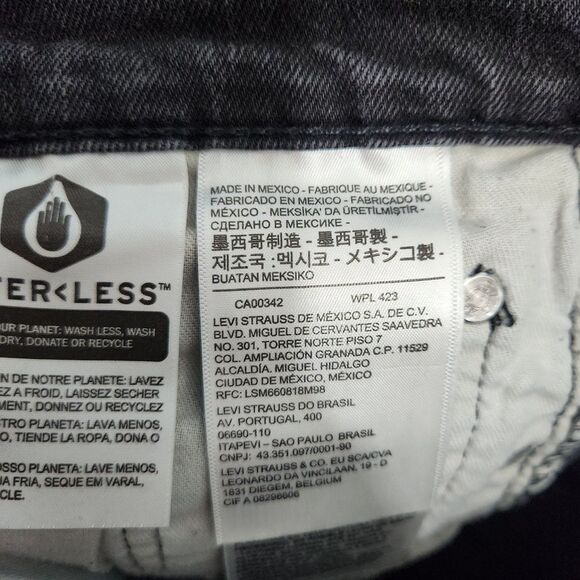 TER<LESS™
OUR PLANET: WASH LESS, WASH
DRY, DONATE OR RECYCLE
DE NOTRE PLANETE: LAVEZ
A FROID, LAISSEZ SECHER
DONNEZ OU RECYCLEZ
PLANETA: LAVA MENOS,
TIENDE LA ROPA, DONA O
PLANETA: LAVE MENOS,
FRIA, SEQUE EM VARAL,
MADE IN MEXICO - FABRIQUE AU MEXIQUE -
FABRICADO EN MEXICO - FABRICADO NO
MÉXICO - MEKSİKA' DA ÜRETİLMİŞTİR -
СДЕЛАНО В МЕКСИКЕ -
墨西哥制造 - 墨西哥製 -
제조국 :멕시코 - メキシコ製 -
BUATAN MEKSIKO
CA00342 WPL 423
LEVI STRAUSS DE MÉXICO S.A. DE C.V.
BLVD. MIGUEL DE CERVANTES SAAVEDRA
NO. 301, TORRE NORTE PISO 7
COL. AMPLIACIÓN GRANADA C.P. 11529
ALCALDÍA. MIGUEL HIDALGO
CIUDAD DE MÉXICO, MÉXICO
RFC: LSM660818M98
LEVI STRAUSS DO BRASIL
AV. PORTUGAL, 400
06690-110
ITAPEVI - SAO PAULO BRASIL
CNPJ: 43.351.097/0001-90
LEVI STRAUSS & CO. EU SCA/CVA
LEONARDO DA VINCILAAN, 19 - D
1831 DIEGEM, BELGIUM
CIF A 08296606